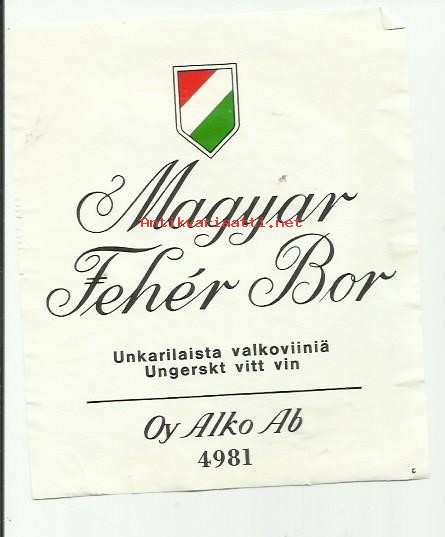 Magyar
Antikvariaatti.net
Fehér Bor
Unkarilaista valkoviiniä
Ungerskt vitt vin
Oy Alko Ab
4981